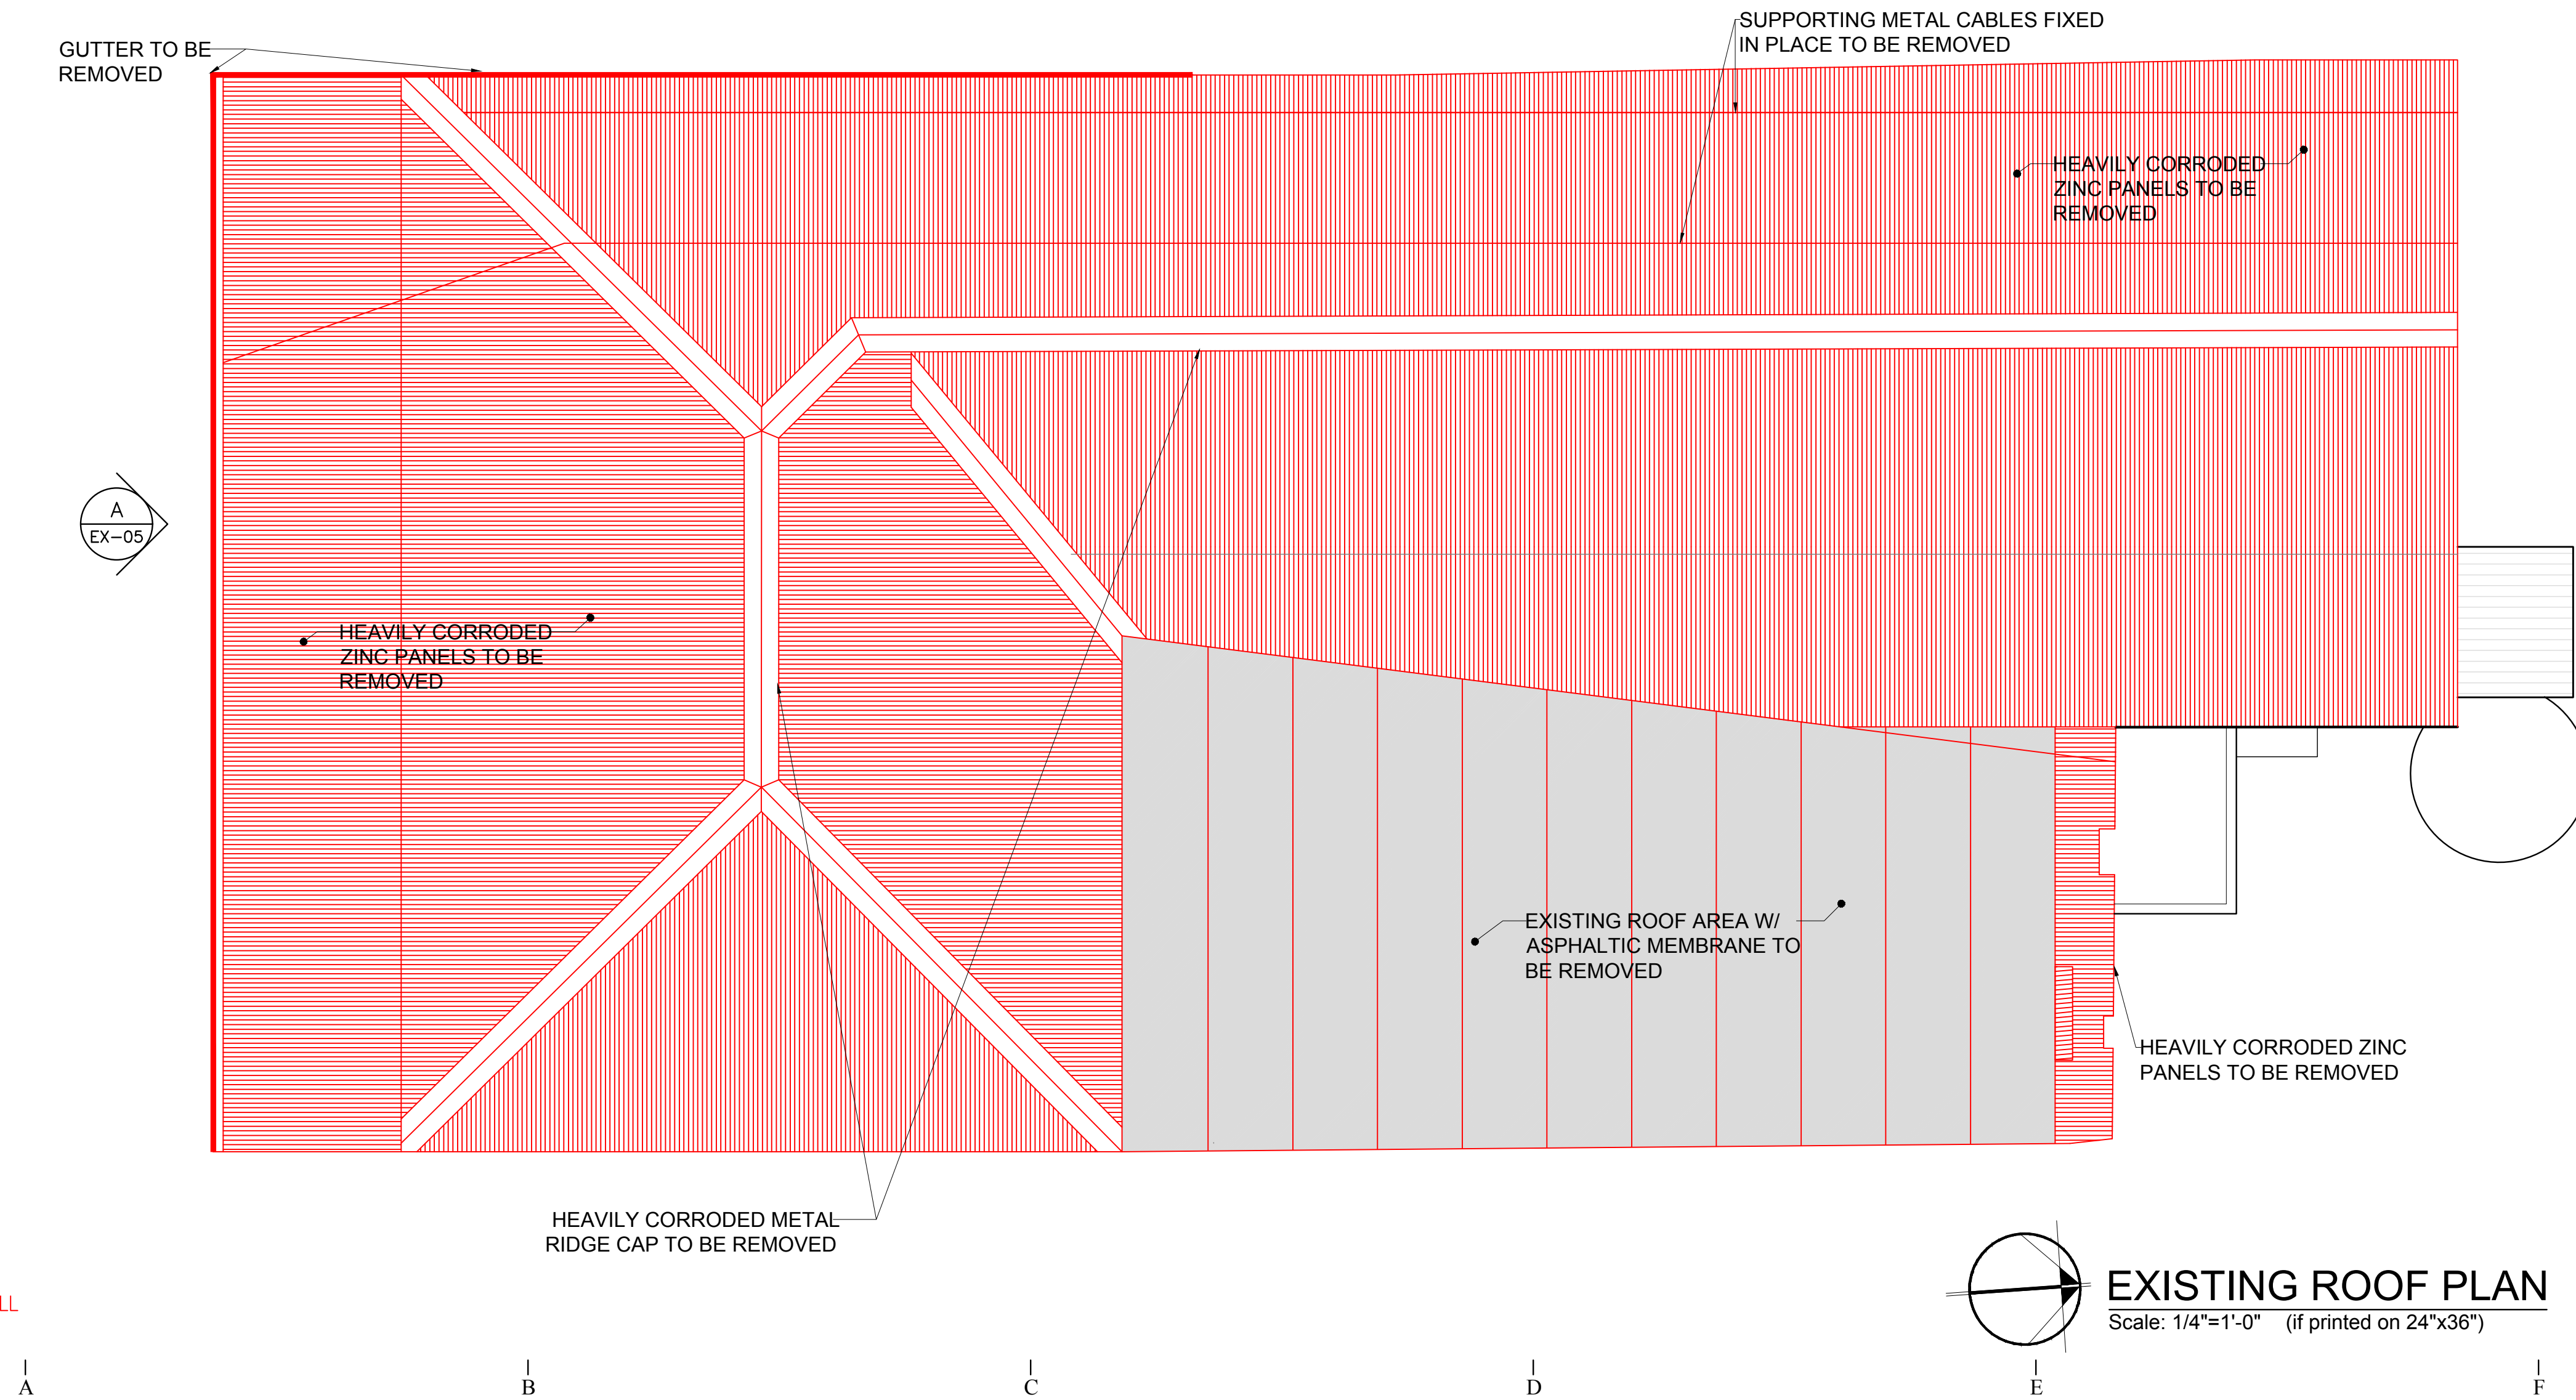 SUPPORTING METAL CABLES FIXED
IN PLACE TO BE REMOVED
GUTTER TO BE
REMOVED
HEAVILY CORRODED
ZINC PANELS TO BE
REMOVED
A
EX-05
HEAVILY CORRODED
ZINC PANELS TO BE
REMOVED
EXISTING ROOF AREA W/
ASPHALTIC MEMBRANE TO
BE REMOVED
HEAVILY CORRODED ZINC
PANELS TO BE REMOVED
HEAVILY CORRODED METAL
RIDGE CAP TO BE REMOVED
EXISTING ROOF PLAN
Scale: 1/4"=1'-0" (if printed on 24"x36")
LL
A B C D E F